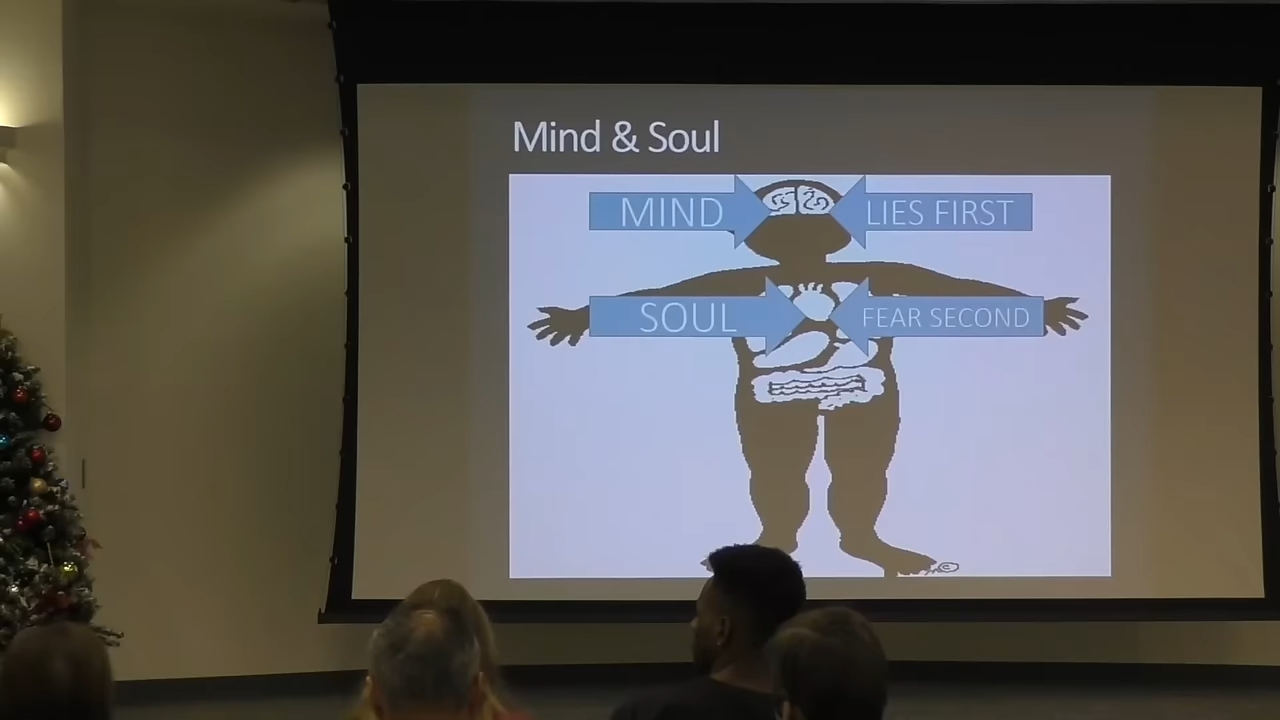 Mind & Soul
MIND
LIES FIRST
SOUL
FEAR SECOND
©